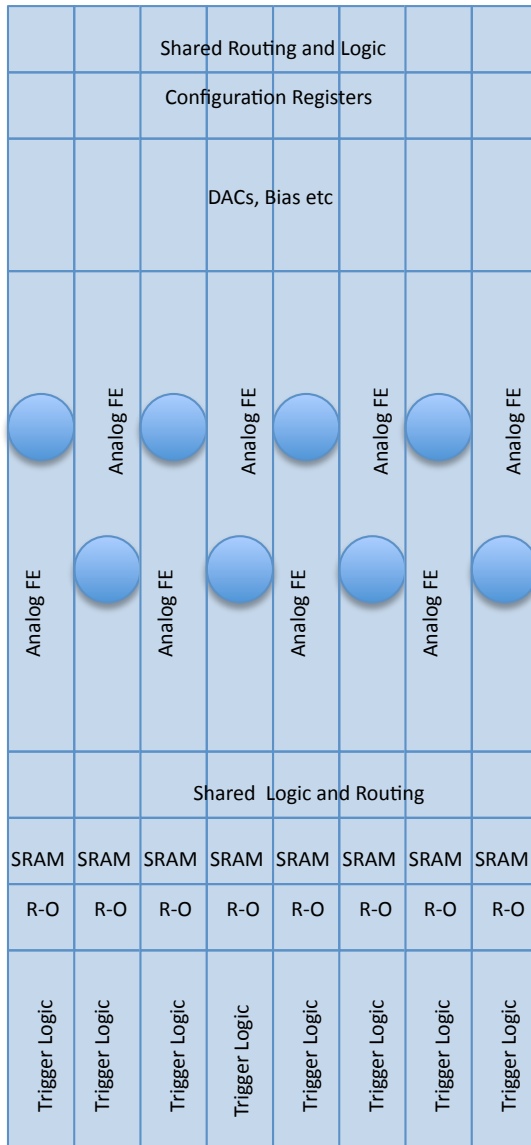 Shared Routing and Logic
Configuration Registers
DACs, Bias etc
Analog FE
Analog FE
Analog FE
Analog FE
Analog FE
Analog FE
Analog FE
Analog FE
Shared Logic and Routing
SRAM SRAM SRAM SRAM SRAM SRAM SRAM SRAM
R-O R-O R-O R-O R-O R-O R-O R-O
Trigger Logic
Trigger Logic
Trigger Logic
Trigger Logic
Trigger Logic
Trigger Logic
Trigger Logic
Trigger Logic